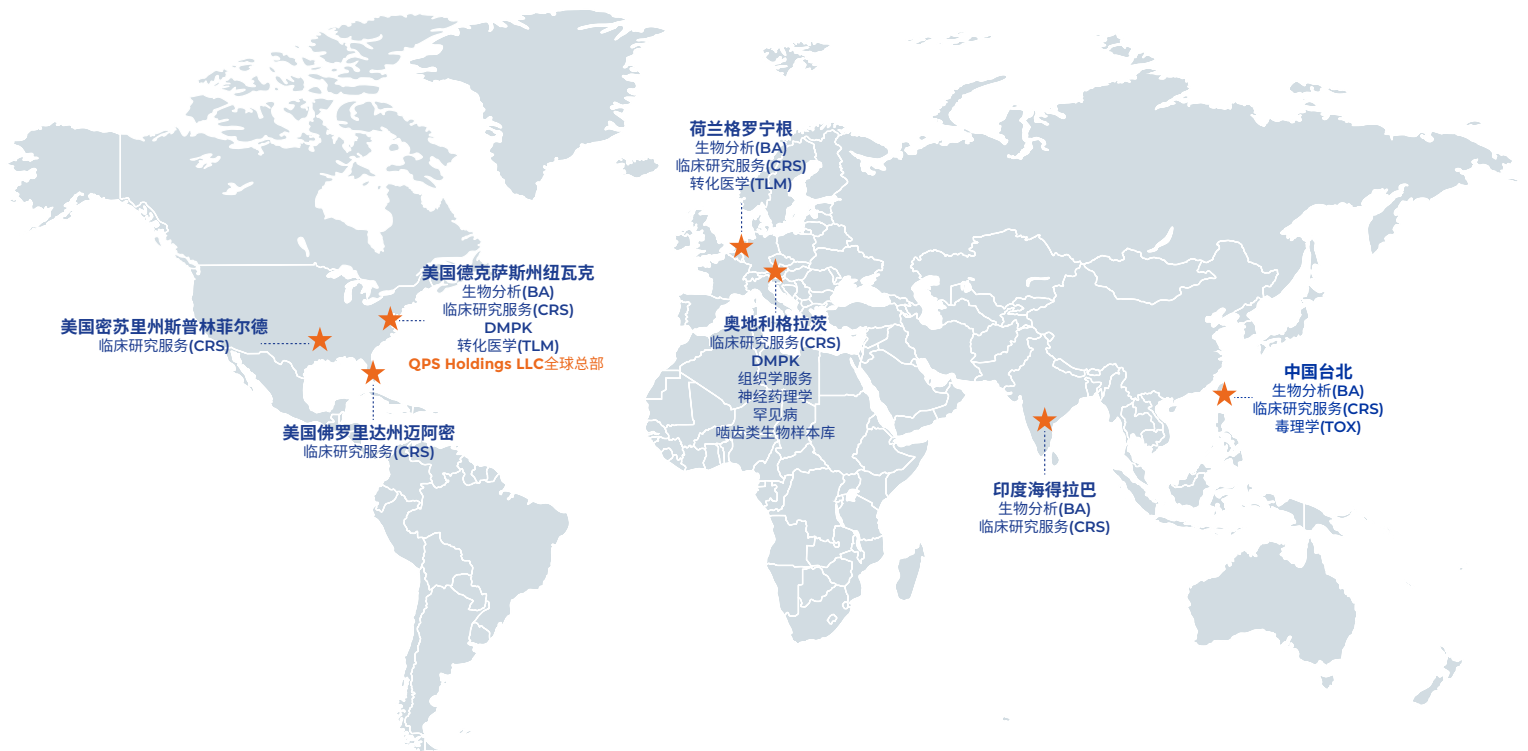 荷兰格罗宁根
生物分析(BA)
临床研究服务(CRS)
转化医学(TLM)
美国德克萨斯州纽瓦克
生物分析(BA)
临床研究服务(CRS)
DMPK
转化医学(TLM)
QPS Holdings LLC全球总部
美国密苏里州斯普林菲尔德
临床研究服务(CRS)
美国佛罗里达州迈阿密
临床研究服务(CRS)
奥地利格拉茨
临床研究服务(CRS)
DMPK
组织学服务
神经药理学
罕见病
啮齿类生物样本库
中国台北
生物分析(BA)
临床研究服务(CRS)
毒理学(TOX)
印度海得拉巴
生物分析(BA)
临床研究服务(CRS)